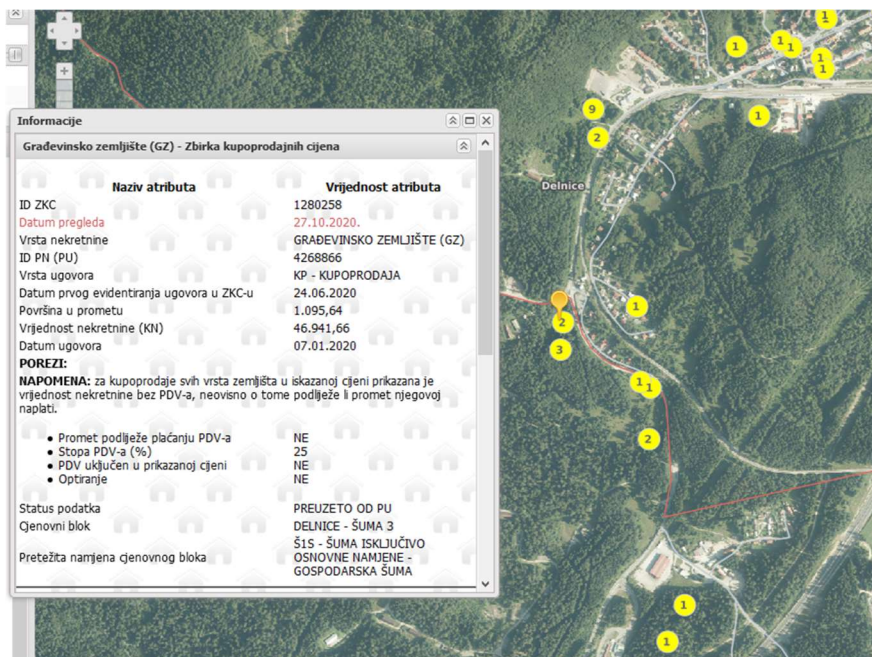 Informacije
Građevinsko zemljište (GZ) - Zbirka kupoprodajnih cijena
Naziv atributa Vrijednost atributa
ID ZKC 1280258
Datum pregleda 27.10.2020.
Vrsta nekretnine GRAĐEVINSKO ZEMLJIŠTE (GZ)
ID PN (PU) 4268866
Vrsta ugovora KP - KUPOPRODAJA
Datum prvog evidentiranja ugovora u ZKC-u 24.06.2020
Površina u prometu 1.095,64
Vrijednost nekretnine (KN) 46.941,66
Datum ugovora 07.01.2020
POREZI:
NAPOMENA: za kupoprodaje svih vrsta zemljišta u iskazanoj cijeni prikazana je
vrijednost nekretnine bez PDV-a, neovisno o tome podliježe li promet njegovoj
naplati.
• Promet podliježe plaćanju PDV-a NE
• Stopa PDV-a (%) 25
• PDV uključen u prikazanoj cijeni NE
• Optiranje NE
Status podatka PREUZETO OD PU
Cjenovni blok DELNICE - ŠUMA 3
Pretežita namjena cjenovnog bloka Š1S - ŠUMA ISKLJUČIVO
OSNOVNE NAMJENE -
GOSPODARSKA ŠUMA
1
1
1
1
1
1
9
1
2
Delnice
1
2
3
1
1
2
1
1